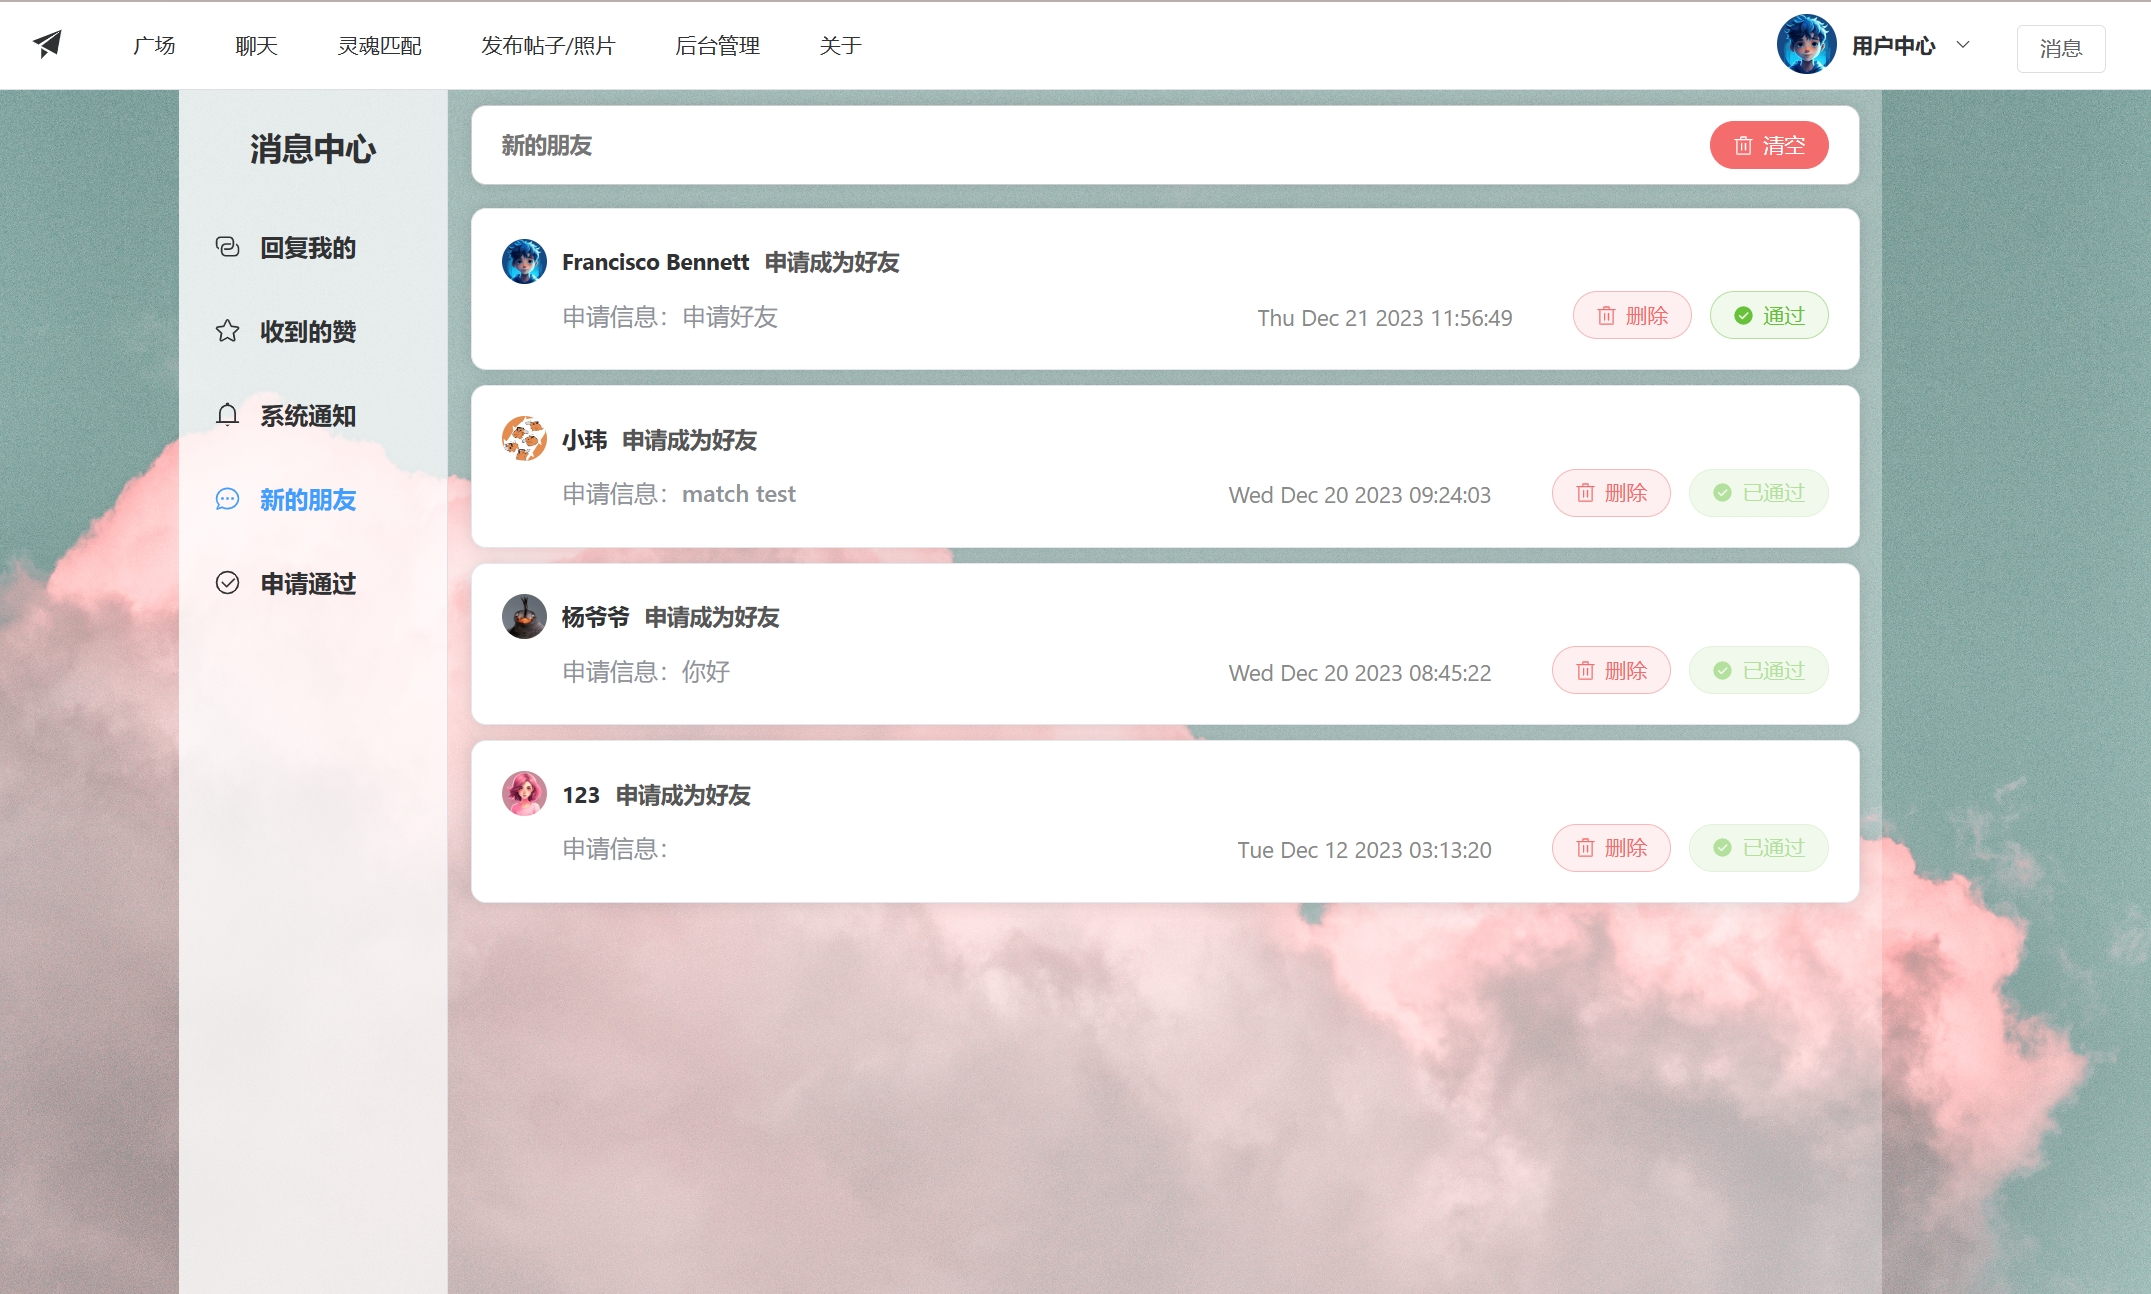 广场 聊天 灵魂匹配 发布帖子/照片 后台管理 关于 用户中心 消息
消息中心
回复我的
收到的赞
系统通知
新的朋友
申请通过
新的朋友 清空
Francisco Bennett 申请成为好友
申请信息：申请好友 Thu Dec 21 2023 11:56:49 删除 通过
小玮 申请成为好友
申请信息：match test Wed Dec 20 2023 09:24:03 删除 已通过
杨爷爷 申请成为好友
申请信息：你好 Wed Dec 20 2023 08:45:22 删除 已通过
123 申请成为好友
申请信息： Tue Dec 12 2023 03:13:20 删除 已通过